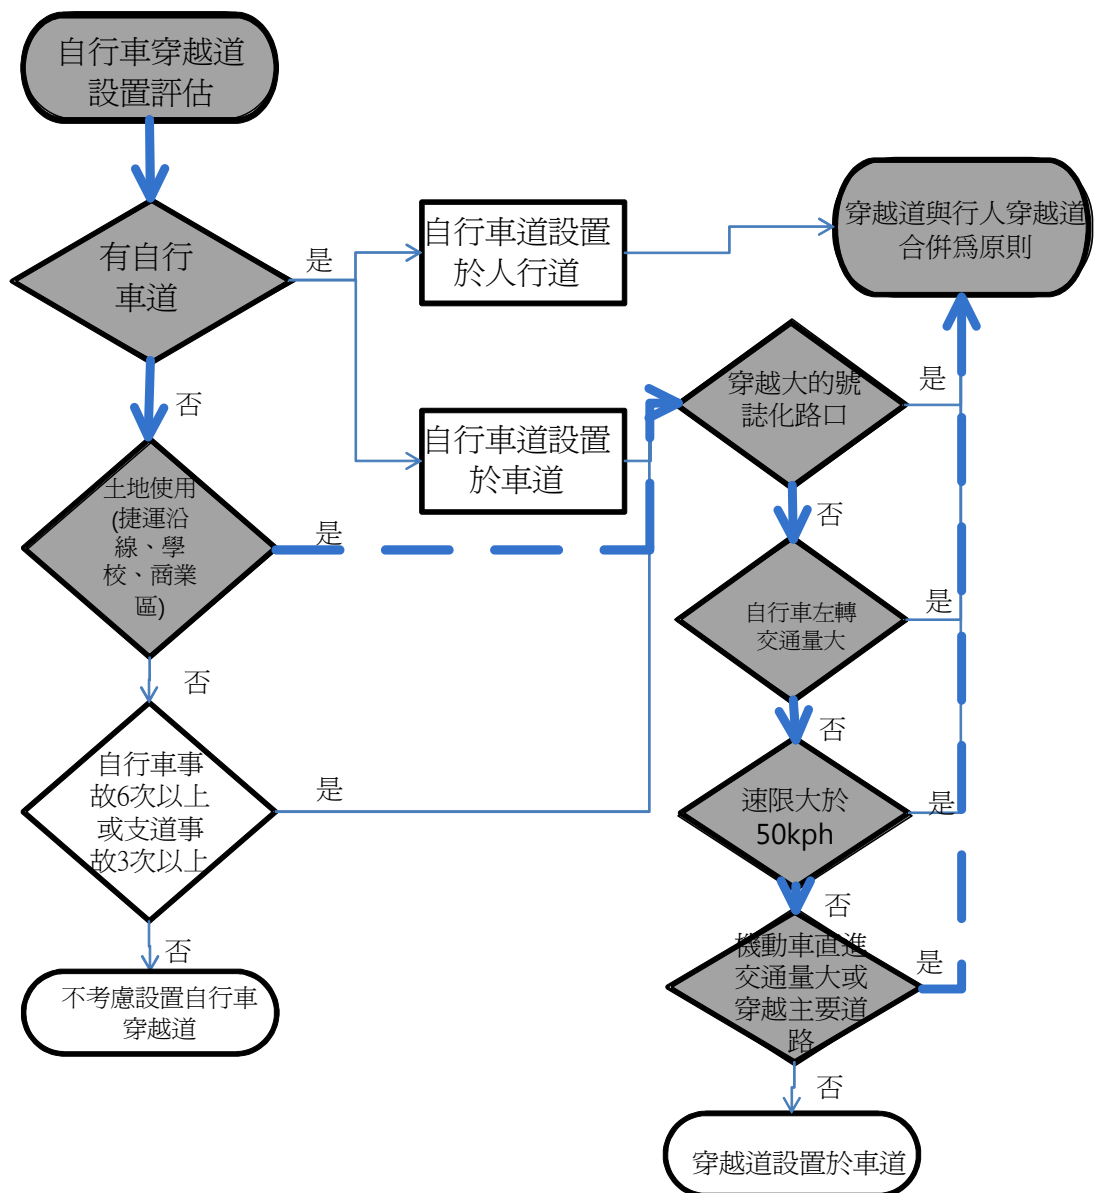 自行車穿越道
設置評估
有自行
車道
是
自行車道設置
於人行道
穿越道與行人穿越道
合併爲原則
否
自行車道設置
於車道
穿越大的號
誌化路口
是
土地使用
(捷運沿
線、學
校、商業
區)
是
否
自行車左轉
交通量大
是
否
自行車事
故6次以上
或支道事
故3次以上
是
否
速限大於
50kph
是
否
機動車直進
交通量大或
穿越主要道
路
是
否
不考慮設置自行車
穿越道
否
穿越道設置於車道